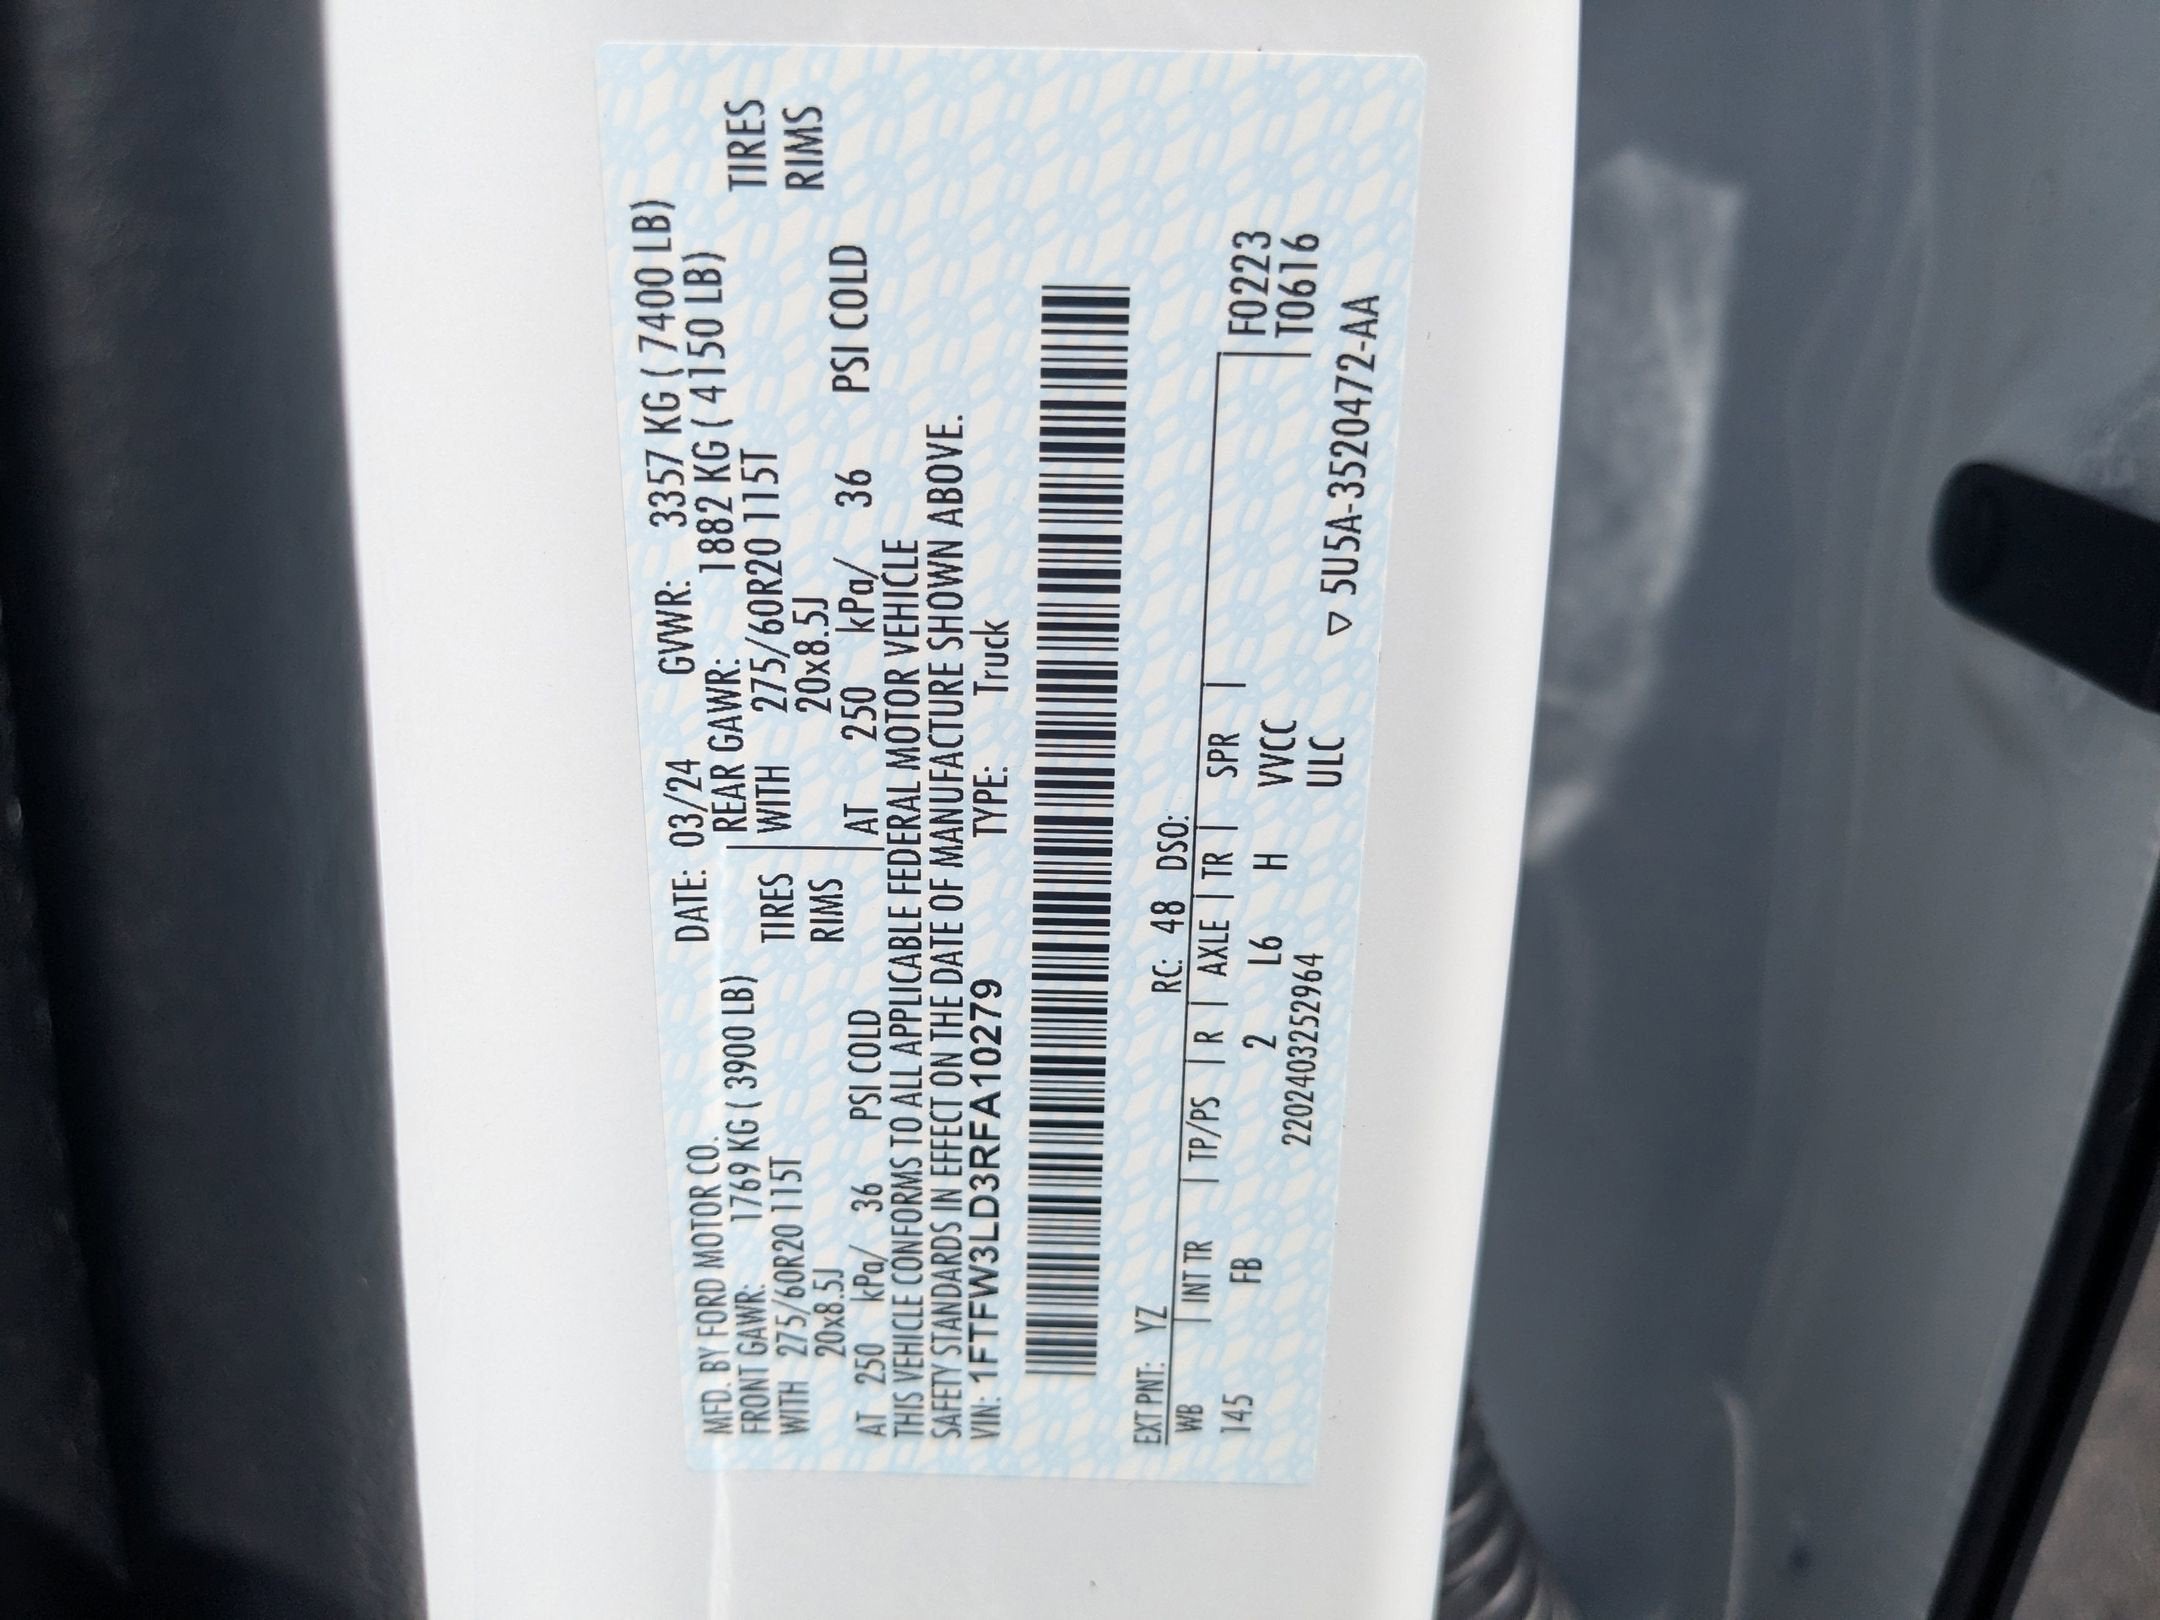 MFD. BY FORD MOTOR CO. DATE: 03/24 GVWR: 3357 KG ( 7400 LB)
FRONT GAWR: 1769 KG ( 3900 LB) REAR GAWR: 1882 KG ( 4150 LB)
WITH 275/60R20 115T TIRES WITH 275/60R20 115T TIRES
20x8.5J RIMS 20x8.5J RIMS
AT 250 kPa/ 36 PSI COLD AT 250 kPa/ 36 PSI COLD
THIS VEHICLE CONFORMS TO ALL APPLICABLE FEDERAL MOTOR VEHICLE
SAFETY STANDARDS IN EFFECT ON THE DATE OF MANUFACTURE SHOWN ABOVE.
VIN: 1FTFW3LD3RFA10279 TYPE: Truck
EXT PNT: YZ RC: 48 DSO:
WB | INT TR | TP/PS | R | AXLE | TR | SPR | F0223
145 FB 2 L6 H VVCC T0616
2202403252964 ULC
▽ 5U5A-3520472-AA